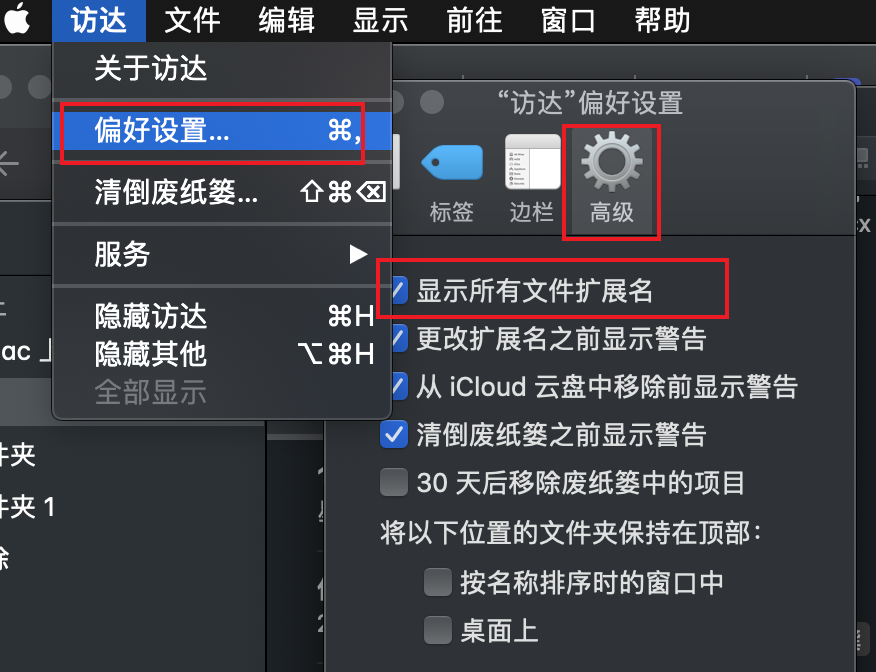 访达 文件 编辑 显示 前往 窗口 帮助
关于访达
偏好设置... ⌘,
清倒废纸篓... ⇧⌘⌫
服务 ▶
隐藏访达 ⌘H
隐藏其他 ⌥⌘H
全部显示
“访达”偏好设置
标签 边栏 高级
显示所有文件扩展名
更改扩展名之前显示警告
从 iCloud 云盘中移除前显示警告
清倒废纸篓之前显示警告
30 天后移除废纸篓中的项目
将以下位置的文件夹保持在顶部：
按名称排序时的窗口中
桌面上
ac 上
件夹
件夹 1
除